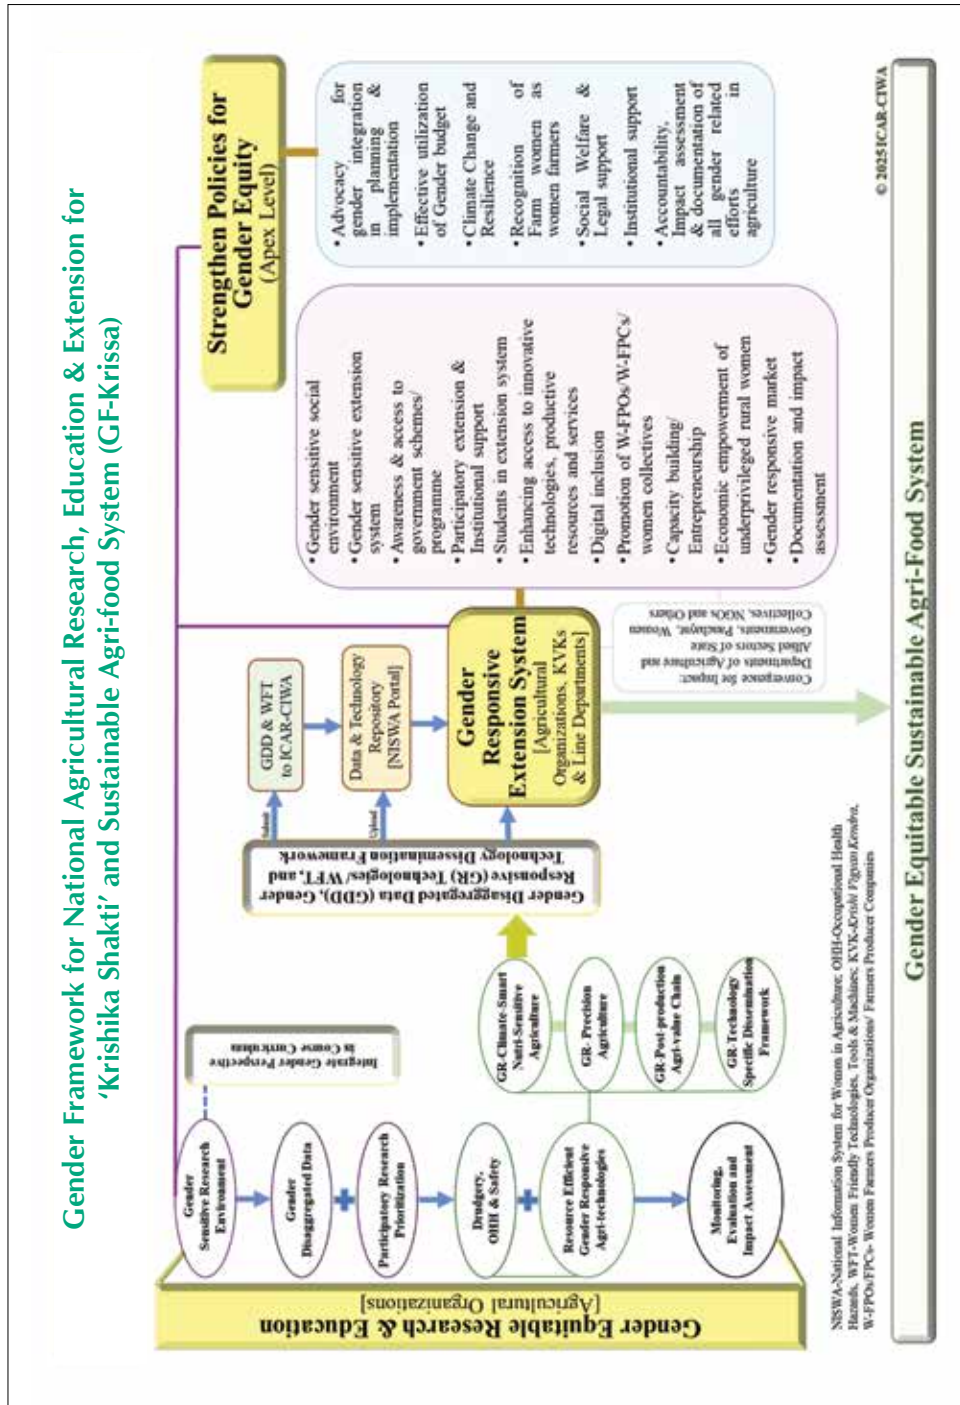 Gender Framework for National Agricultural Research, Education & Extension for
‘Krishika Shakti’ and Sustainable Agri-food System (GF-Krissa)
Gender Equitable Research & Education
[Agricultural Organizations]
Gender
Sensitive Research
Environment
Integrate Gender Perspective
in Course Curriculum
Gender
Disaggregated Data
Participatory Research
Prioritization
Drudgery,
OHH & Safety
Resource Efficient
Gender Responsive
Agri-technologies
Monitoring,
Evaluation and
Impact Assessment
GR-Climate-Smart
Nutri-Sensitive
Agriculture
GR- Precision
Agriculture
GR-Post-production
Agri-value Chain
GR-Technology
Specific Dissemination
Framework
Gender Disaggregated Data (GDD), Gender
Responsive (GR) Technologies/ WFT, and
Technology Dissemination Framework
Submit
Upload
GDD & WFT
to ICAR-CIWA
Data & Technology
Repository
[NISWA Portal]
Gender
Responsive
Extension System
[Agricultural
Organizations, KVKs
& Line Departments]
Convergence for Impact:
Departments of Agriculture and
Allied Sectors of State
Governments, Panchayat, Women
Collectives, NGOs and Others
• Gender sensitive social
environment
• Gender sensitive extension
system
• Awareness & access to
government schemes/
programme
• Participatory extension &
Institutional support
• Students in extension system
• Enhancing access to innovative
technologies, productive
resources and services
• Digital inclusion
• Promotion of W-FPOs/W-FPCs/
women collectives
• Capacity building/
Entrepreneurship
• Economic empowerment of
underprivileged rural women
• Gender responsive market
• Documentation and impact
assessment
Strengthen Policies for
Gender Equity
(Apex Level)
• Advocacy for
gender integration
in planning &
implementation
• Effective utilization
of Gender budget
• Climate Change and
Resilience
• Recognition of
Farm women as
women farmers
• Social Welfare &
Legal support
• Institutional support
• Accountability,
Impact assessment
& documentation of
all gender related
efforts in
agriculture
NISWA-National Information System for Women in Agriculture; OHH-Occupational Health
Hazards, WFT-Women Friendly Technologies, Tools & Machines; KVK-Krishi Vigyan Kendra,
W-FPOs/FPCs- Women Farmers Producer Organizations/ Farmers Producer Companies
© 2025 ICAR-CIWA
Gender Equitable Sustainable Agri-Food System